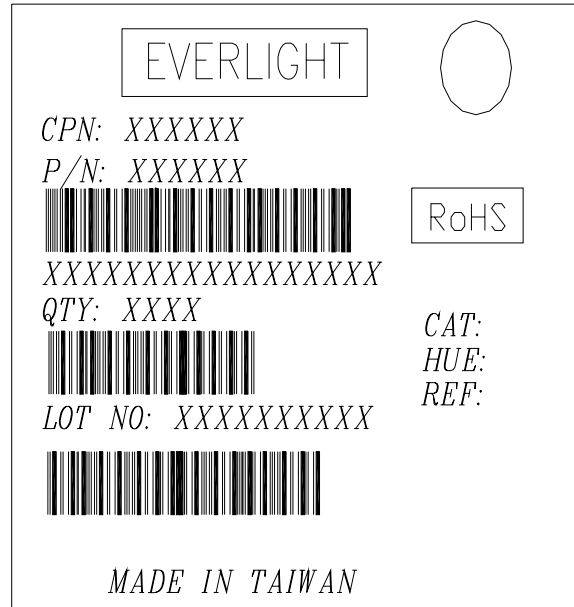 EVERLIGHT
CPN: XXXXXX
P/N: XXXXXX
RoHS
XXXXXXXXXXXXXXXXX
QTY: XXXX
CAT:
HUE:
REF:
LOT NO: XXXXXXXXXX
MADE IN TAIWAN